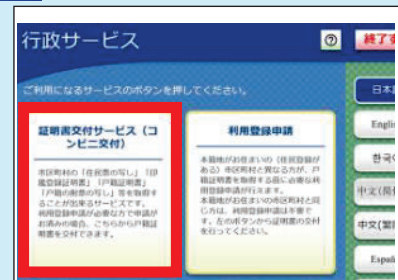 行政サービス
終了す
ご利用になるサービスのボタンを押してください。
日本語
証明書交付サービス（コ
ンビニ交付）
市区町村の「住民票の写し」「印
鑑登録証明書」「戸籍証明書」
「戸籍の附票の写し」等を取得す
ることが出来るサービスです。
利用登録申請が必要な方で申請が
お済みの場合、こちらから戸籍証
明書を交付できます。
利用登録申請
本籍地がお住まいの（住民登録が
ある）市区町村と異なる方が、戸
籍証明書を取得する前に必要な利
用登録申請が行えます。
本籍地がお住まいの市区町村と同
じ方は、利用登録申請は不要で
す。左のボタンから証明書の交付
を行ってください。
English
한국어
中文(简体
中文(繁體
Español